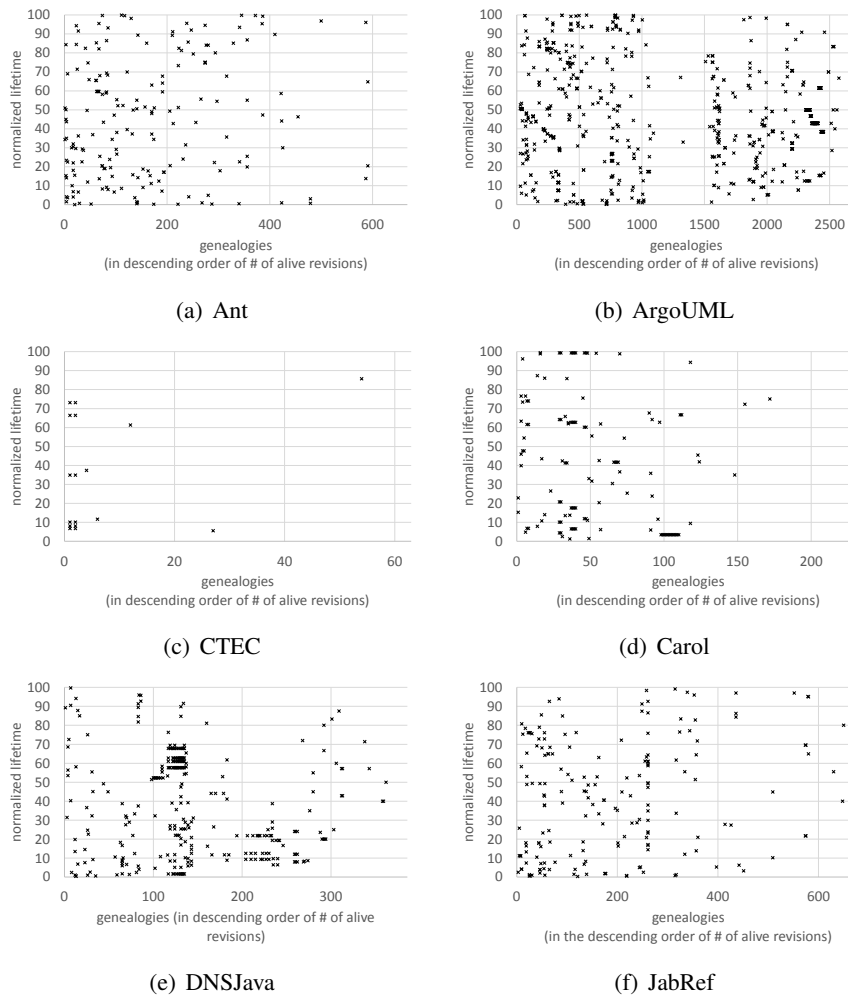 100
90
80
70
60
50
40
30
20
10
0
normalized lifetime
0 200 400 600
genealogies
(in descending order of # of alive revisions)
(a) Ant
100
90
80
70
60
50
40
30
20
10
0
normalized lifetime
0 500 1000 1500 2000 2500
genealogies
(in descending order of # of alive revisions)
(b) ArgoUML
100
90
80
70
60
50
40
30
20
10
0
normalized lifetime
0 20 40 60
genealogies
(in descending order of # of alive revisions)
(c) CTEC
100
90
80
70
60
50
40
30
20
10
0
normalized lifetime
0 50 100 150 200
genealogies
(in descending order of # of alive revisions)
(d) Carol
100
90
80
70
60
50
40
30
20
10
0
normalized lifetime
0 100 200 300
genealogies (in descending order of # of alive
revisions)
(e) DNSJava
100
90
80
70
60
50
40
30
20
10
0
normalized lifetime
0 200 400 600
genealogies
(in the descending order of # of alive revisions)
(f) JabRef